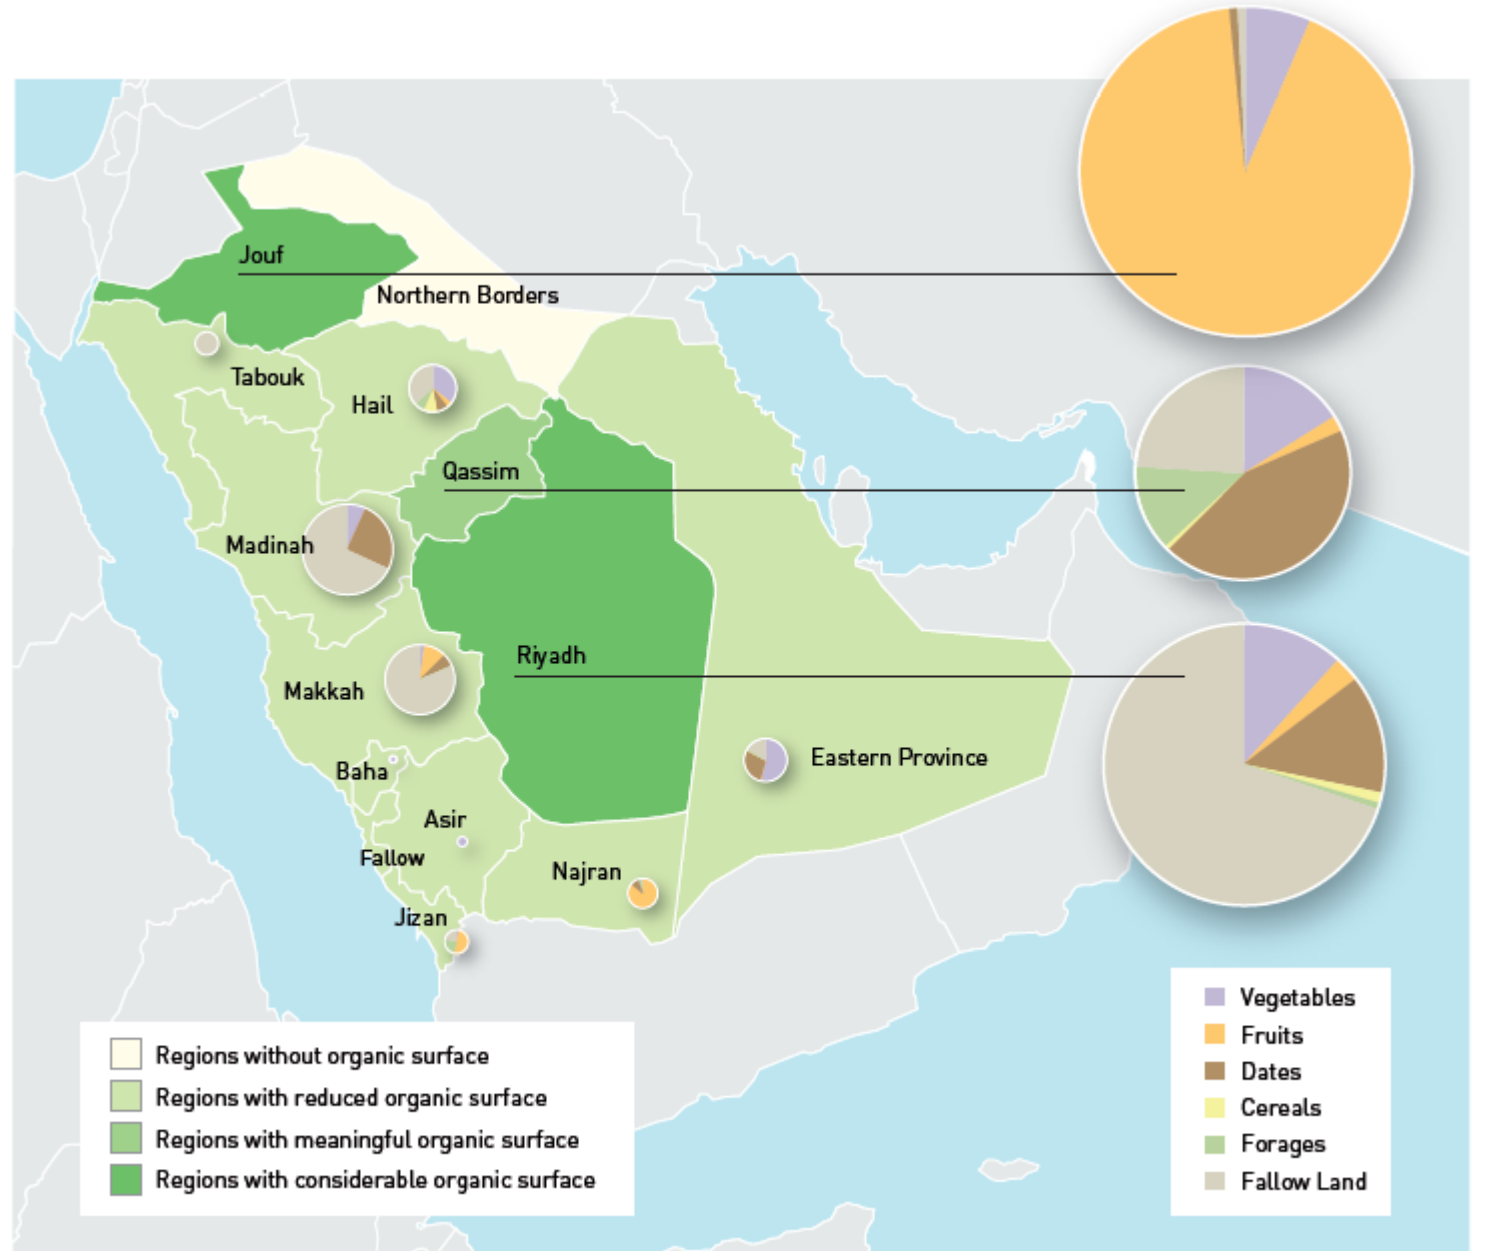 Jouf
Northern Borders
Tabouk
Hail
Qassim
Madinah
Riyadh
Makkah
Eastern Province
Baha
Asir
Fallow
Najran
Jizan
Regions without organic surface
Regions with reduced organic surface
Regions with meaningful organic surface
Regions with considerable organic surface
Vegetables
Fruits
Dates
Cereals
Forages
Fallow Land